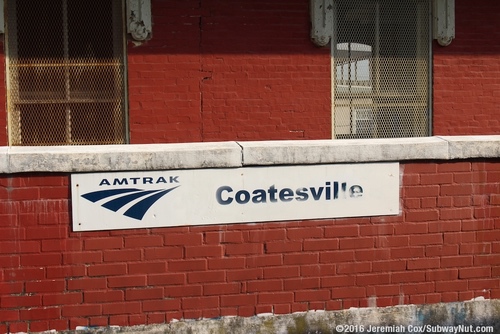 AMTRAK
Coatesville
©2016 Jeremiah Cox/SubwayNut.com